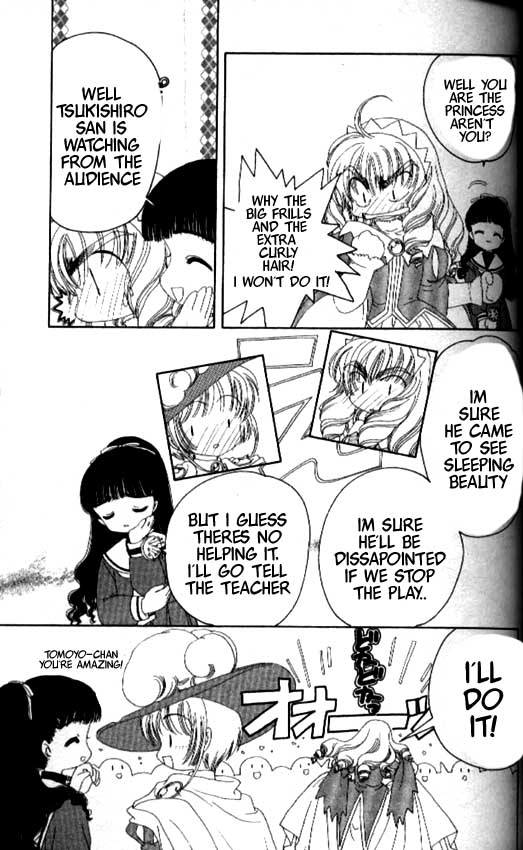 WELL YOU
ARE THE
PRINCESS
AREN'T
YOU?
WHY THE
BIG FRILLS
AND THE
EXTRA
CURLY
HAIR!
I WON'T DO IT!
WELL
TSUKISHIRO
SAN IS
WATCHING
FROM THE
AUDIENCE
IM
SURE
HE CAME
TO SEE
SLEEPING
BEALITY
IM SURE
HE'LL BE
DISSAPOINTED
IF WE STOP
THE PLAY..
BUT I GUESS
THERES NO
HELPING IT.
I'LL GO TELL
THE TEACHER
I'LL
DO
IT!
TOMOYO-CHAN
YOU'RE AMAZING!
オオーッ